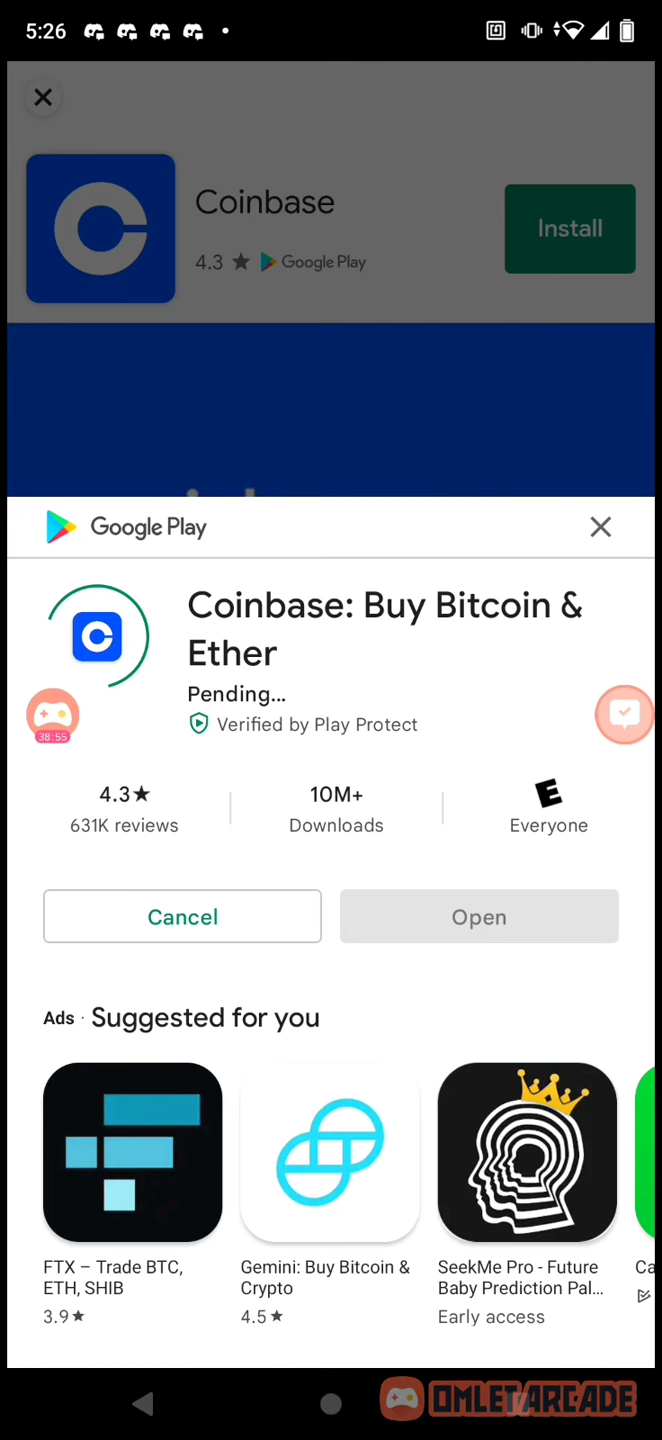 5:26
Coinbase
Install
4.3 ★ Google Play
Google Play
Coinbase: Buy Bitcoin &
Ether
Pending...
Verified by Play Protect
38:55
4.3★
10M+
E
631K reviews
Downloads
Everyone
Cancel
Open
Ads · Suggested for you
FTX – Trade BTC,
ETH, SHIB
3.9★
Gemini: Buy Bitcoin &
Crypto
4.5★
SeekMe Pro - Future
Baby Prediction Pal...
Early access
Ca
OMLET ARCADE